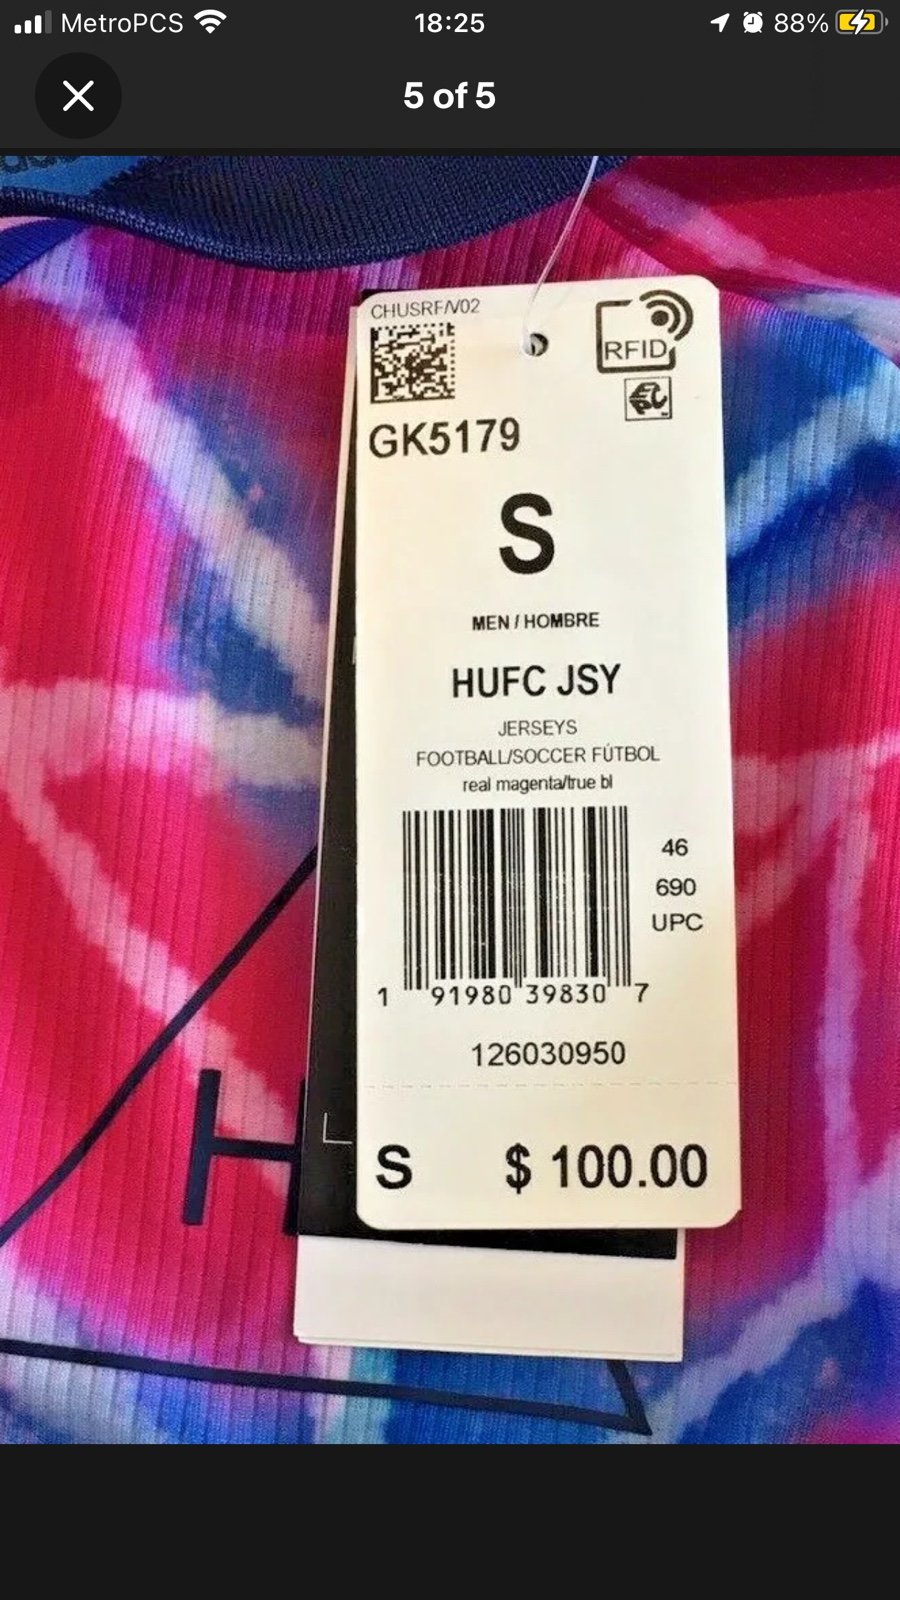 MetroPCS 18:25 88%
5 of 5
CHUSRF/V02
RFID
GK5179
S
MEN / HOMBRE
HUFC JSY
JERSEYS
FOOTBALL/SOCCER FÚTBOL
real magenta/true bl
46
690
UPC
1 91980 39830 7
126030950
S $ 100.00
H